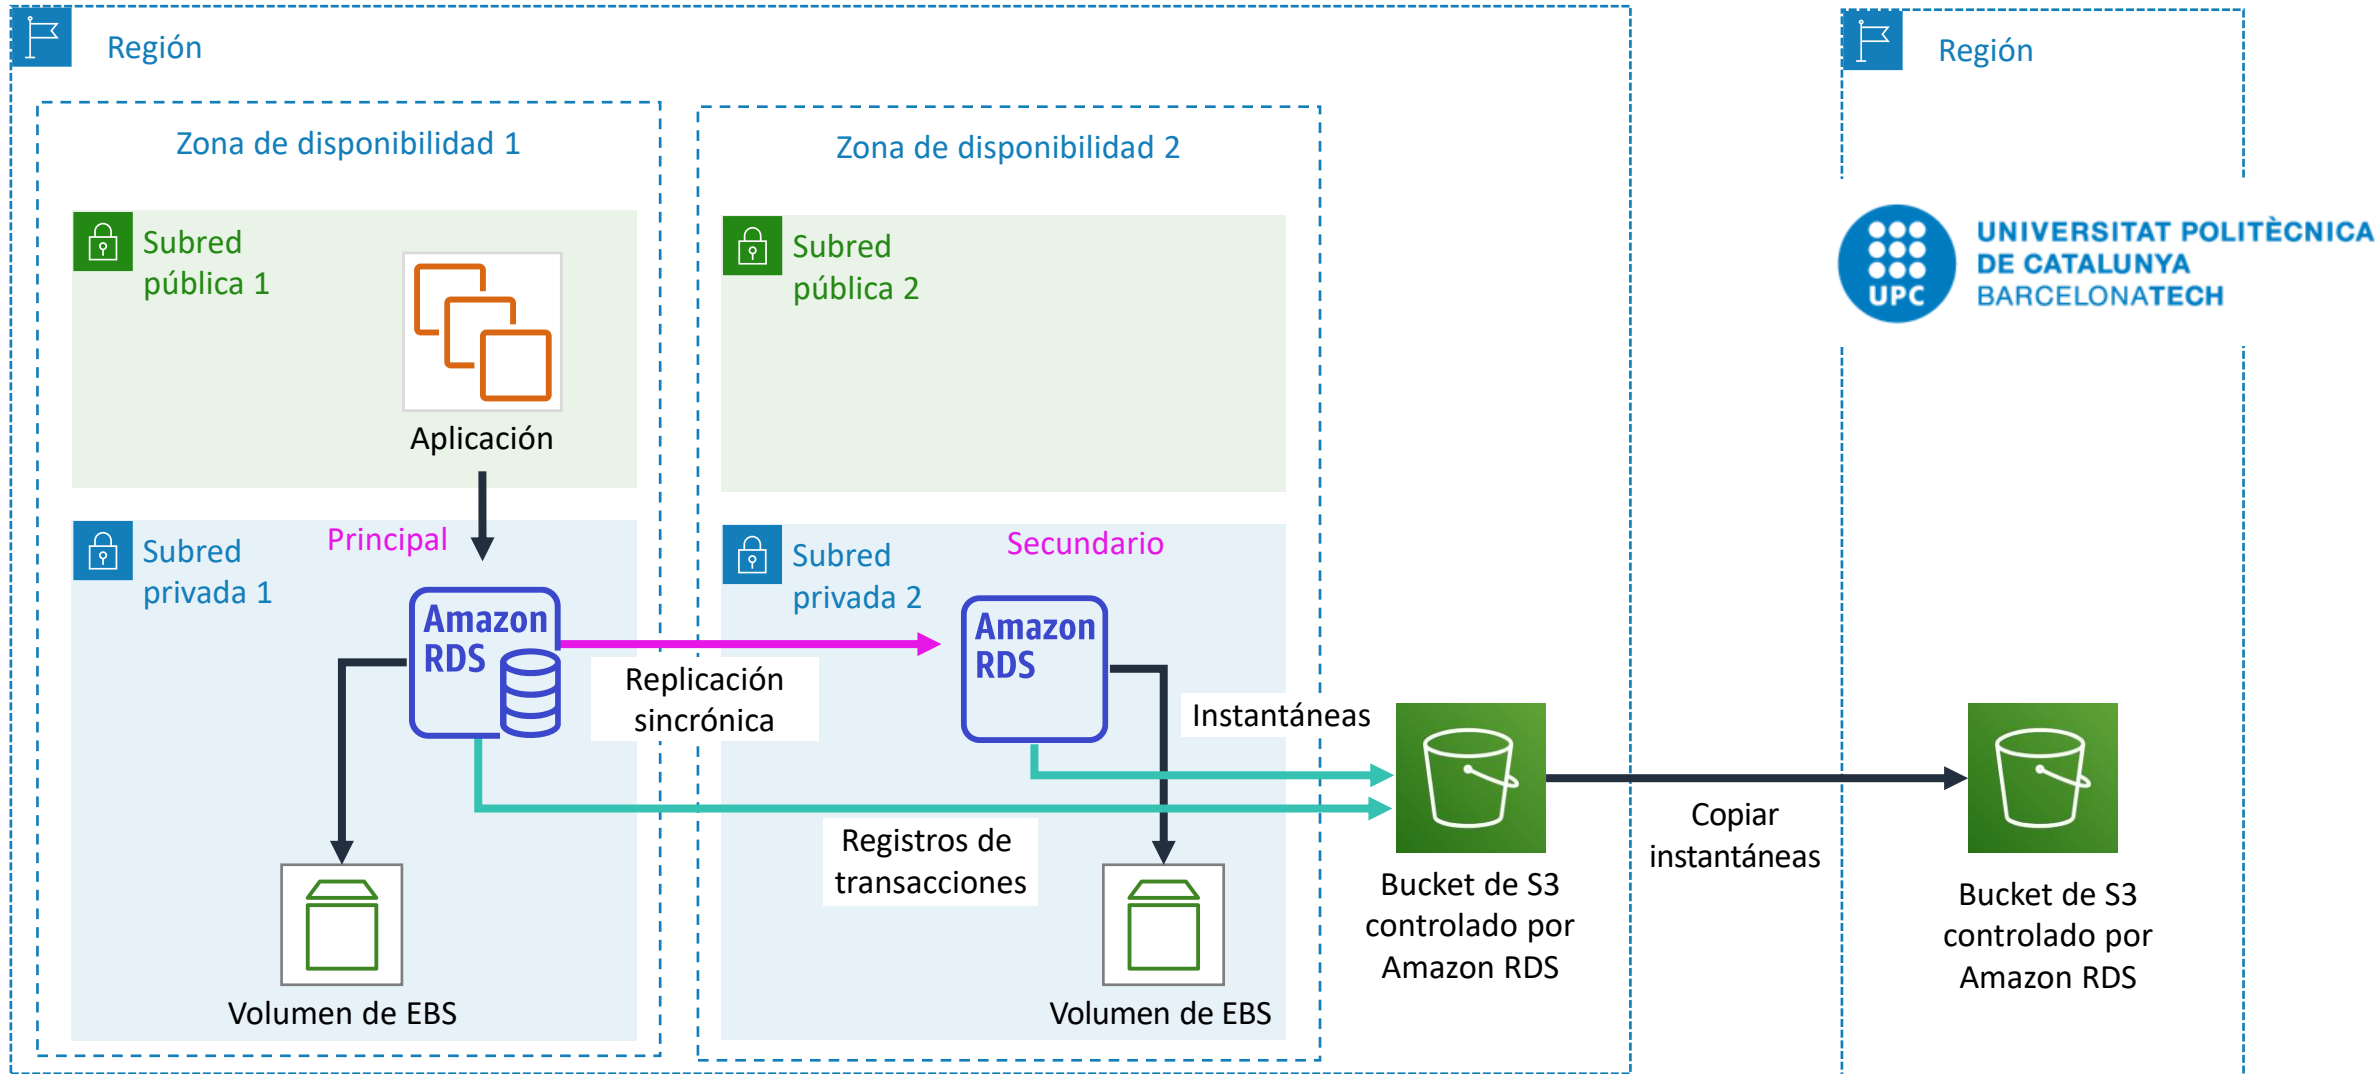 Región
Región
Zona de disponibilidad 1
Zona de disponibilidad 2
Subred
pública 1
Aplicación
Subred
pública 2
UPC
UNIVERSITAT POLITÈCNICA
DE CATALUNYA
BARCELONATECH
Subred
privada 1
Principal
Amazon
RDS
Replicación
sincrónica
Subred
privada 2
Secundario
Amazon
RDS
Instantáneas
Registros de
transacciones
Volumen de EBS
Volumen de EBS
Bucket de S3
controlado por
Amazon RDS
Copiar
instantáneas
Bucket de S3
controlado por
Amazon RDS